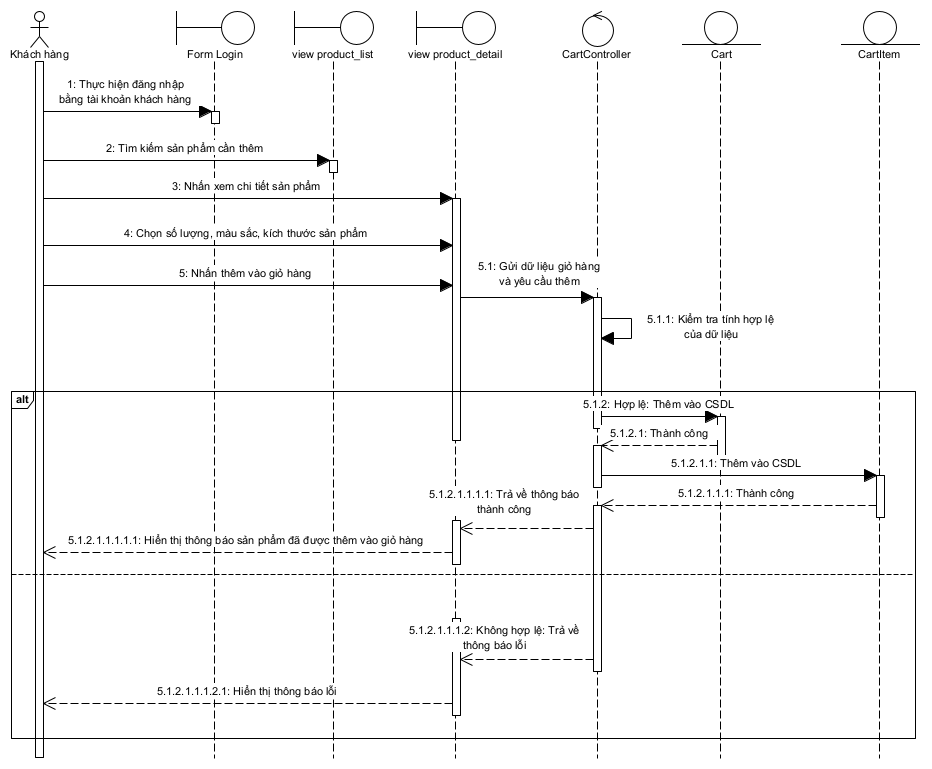 Khách hàng
Form Login
view product_list
view product_detail
CartController
Cart
CartItem
1: Thực hiện đăng nhập
bằng tài khoản khách hàng
2: Tìm kiếm sản phẩm cần thêm
3: Nhấn xem chi tiết sản phẩm
4: Chọn số lượng, màu sắc, kích thước sản phẩm
5: Nhấn thêm vào giỏ hàng
5.1: Gửi dữ liệu giỏ hàng
và yêu cầu thêm
5.1.1: Kiểm tra tính hợp lệ
của dữ liệu
alt
5.1.2: Hợp lệ: Thêm vào CSDL
5.1.2.1: Thành công
5.1.2.1.1: Thêm vào CSDL
5.1.2.1.1.1: Thành công
5.1.2.1.1.1.1: Trả về thông báo
thành công
5.1.2.1.1.1.1.1: Hiển thị thông báo sản phẩm đã được thêm vào giỏ hàng
5.1.2.1.1.1.2: Không hợp lệ: Trả về
thông báo lỗi
5.1.2.1.1.1.2.1: Hiển thị thông báo lỗi